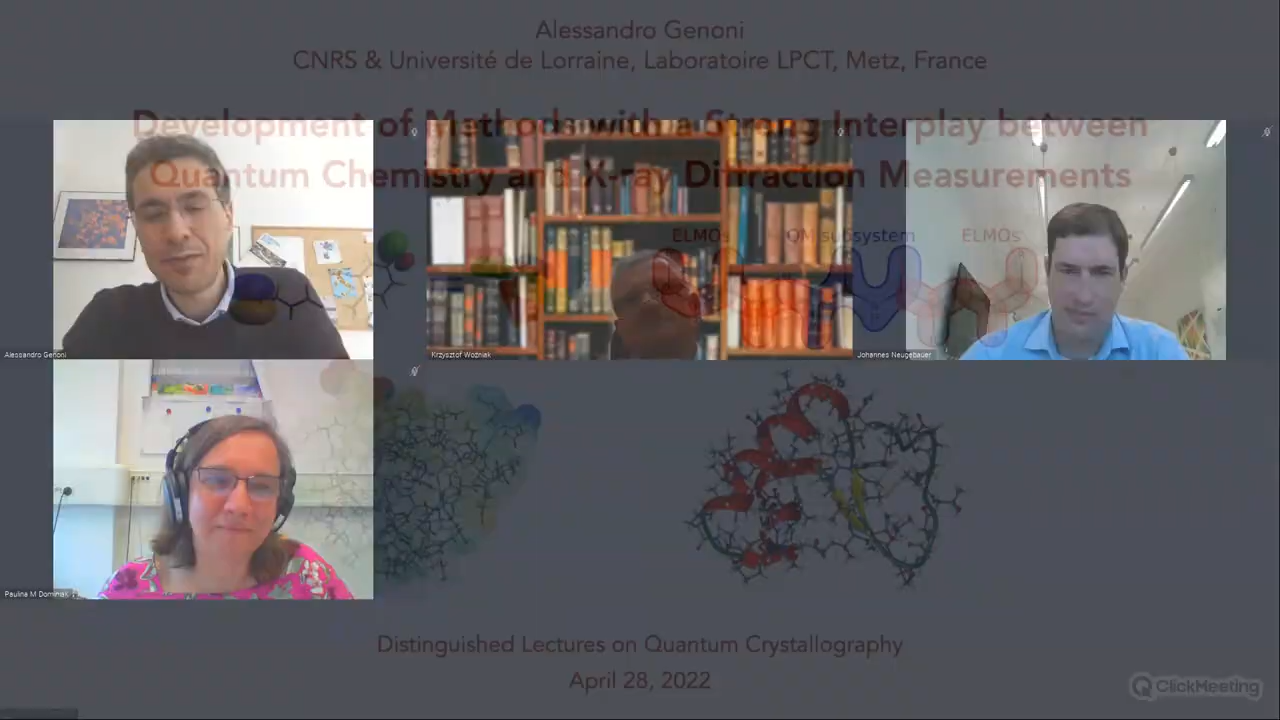 Alessandro Genoni
CNRS & Université de Lorraine, Laboratoire LPCT, Metz, France
Development of Methods with a Strong Interplay between
Quantum Chemistry and X-ray Diffraction Measurements
ELMOs QM subsystem ELMOs
Alessandro Genoni
Krzysztof Woźniak
Johannes Neugebauer
Paulina M Dominiak
Distinguished Lectures on Quantum Crystallography
April 28, 2022
ClickMeeting